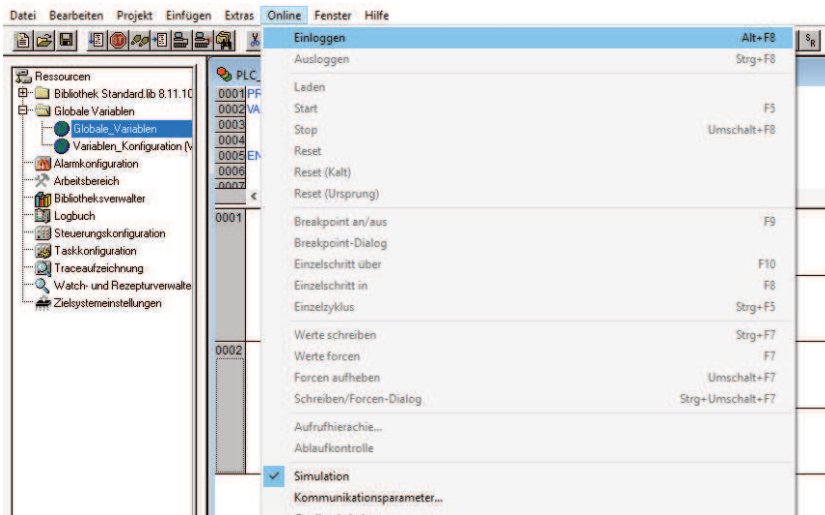 Datei Bearbeiten Projekt Einfügen Extras Online Fenster Hilfe
Ressourcen
Bibliothek Standard.lib 8.11.10
Globale Variablen
Globale_Variablen
Variablen_Konfiguration (V
Alarmkonfiguration
Arbeitsbereich
Bibliotheksverwalter
Logbuch
Steuerungskonfiguration
Taskkonfiguration
Traceaufzeichnung
Watch- und Rezepturverwalte
Zielsystemeinstellungen
PLC_
0001 PR
0002 VA
0003
0004
0005 EN
0006
0007
0001
0002
Einloggen Alt+F8
Ausloggen Strg+F8
Laden
Start F5
Stop Umschalt+F8
Reset
Reset (Kalt)
Reset (Ursprung)
Breakpoint an/aus F9
Breakpoint-Dialog
Einzelschritt über F10
Einzelschritt in F8
Einzelzyklus Strg+F5
Werte schreiben Strg+F7
Werte forcen F7
Forcen aufheben Umschalt+F7
Schreiben/Forcen-Dialog Strg+Umschalt+F7
Aufrufhierachie...
Ablaufkontrolle
Simulation
Kommunikationsparameter...
SR